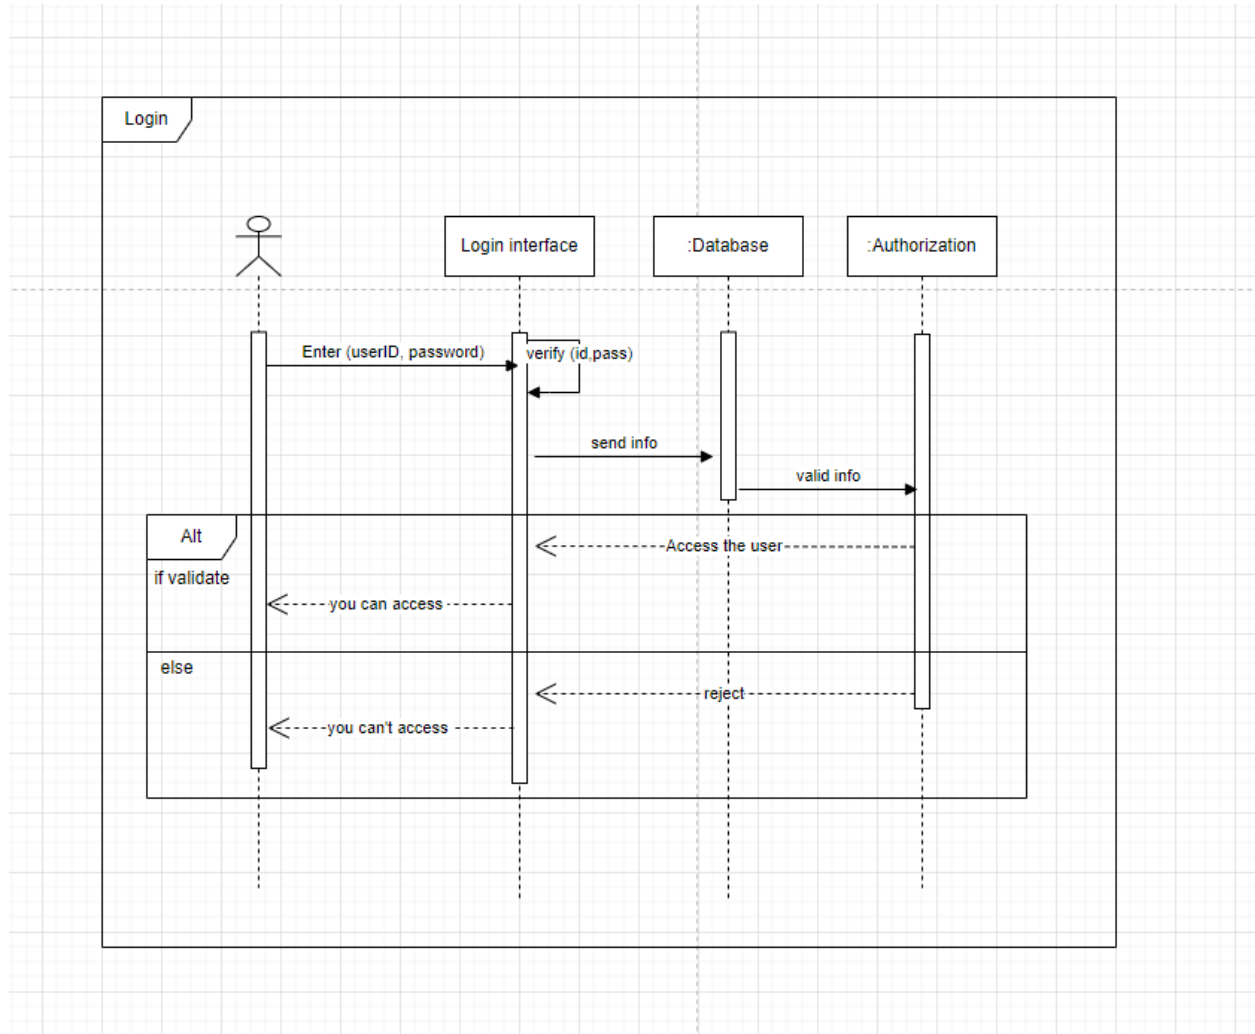 Login
Login interface
:Database
:Authorization
Enter (userID, password)
verify (id,pass)
send info
valid info
Alt
Access the user
if validate
you can access
else
reject
you can't access